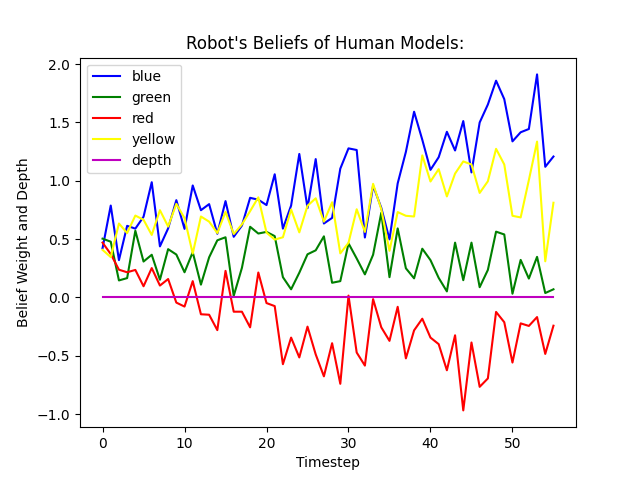 Robot's Beliefs of Human Models:
blue
green
red
yellow
depth
Belief Weight and Depth
2.0
1.5
1.0
0.5
0.0
−0.5
−1.0
0 10 20 30 40 50
Timestep